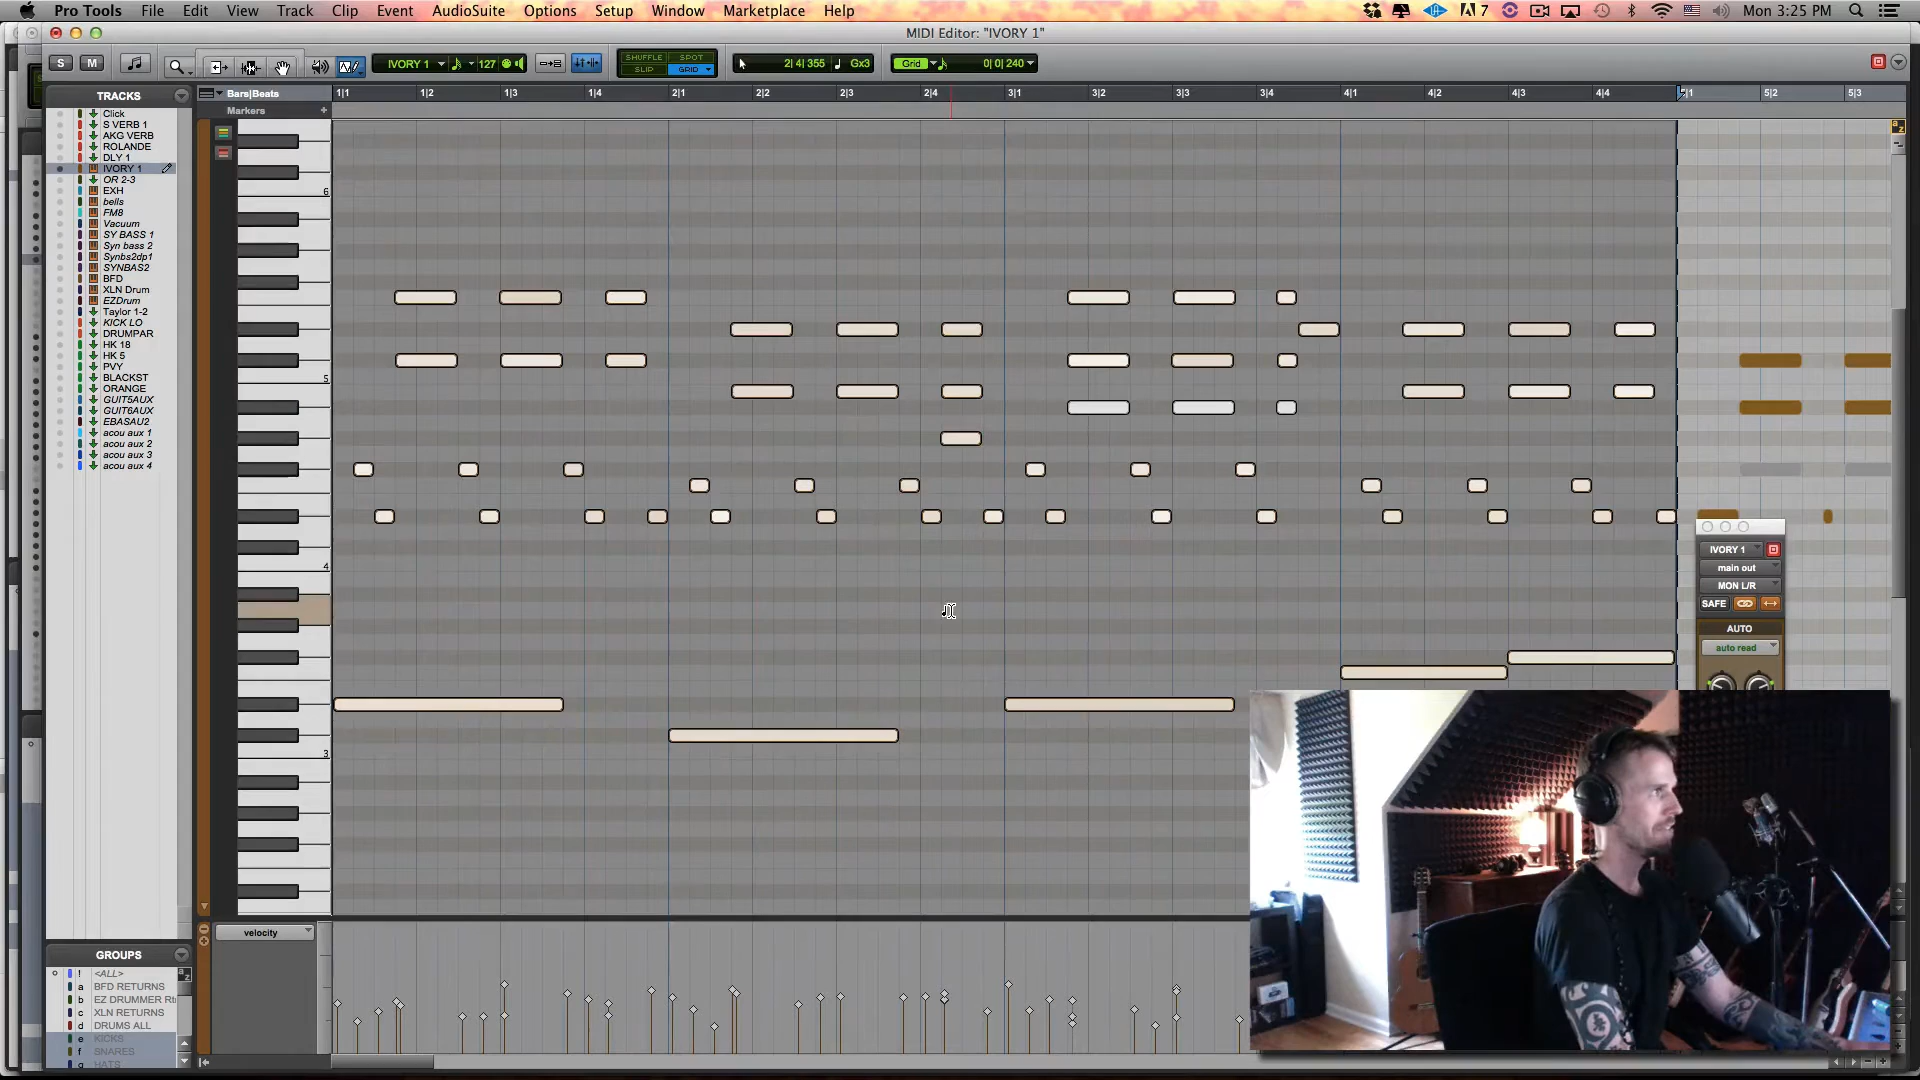 Pro Tools File Edit View Track Clip Event AudioSuite Options Setup Window Marketplace Help 7 Mon 3:25 PM
MIDI Editor: "IVORY 1"
S M IVORY 1 127 SHUFFLE SPOT SLIP GRID 2| 4| 355 Gx3 Grid 0| 0| 240
TRACKS
Bars|Beats 1|1 1|2 1|3 1|4 2|1 2|2 2|3 2|4 3|1 3|2 3|3 3|4 4|1 4|2 4|3 4|4 5|1 5|2 5|3
Markers
Click
S VERB 1
AKG VERB
ROLANDE
DLY 1
IVORY 1
OR 2-3
EXH
bells
FM8
Vacuum
SY BASS 1
Syn bass 2
Synbs2dp1
SYNBAS2
BFD
XLN Drum
EZDrum
Taylor 1-2
KICK LO
DRUMPAR
HK 18
HK 5
PVY
BLACKST
ORANGE
GUIT5AUX
GUIT6AUX
EBASAU2
acou aux 1
acou aux 2
acou aux 3
acou aux 4
6
5
4
3
IVORY 1
main out
MON L/R
SAFE
AUTO
auto read
velocity
GROUPS
! <ALL>
a BFD RETURNS
b EZ DRUMMER Rt
c XLN RETURNS
d DRUMS ALL
e KICKS
f SNARES
g HATS